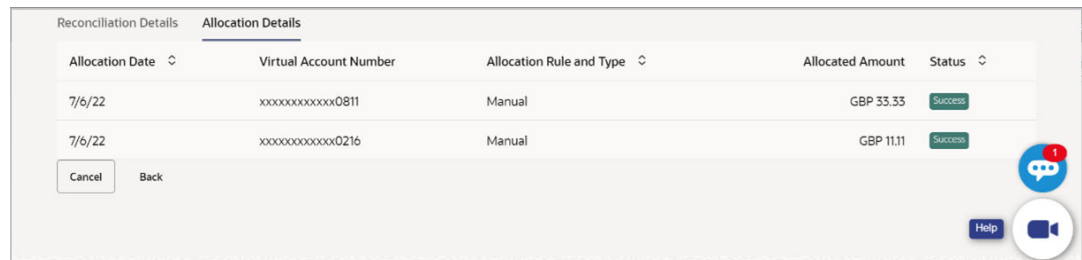 Reconciliation Details Allocation Details
Allocation Date Virtual Account Number Allocation Rule and Type Allocated Amount Status
7/6/22 xxxxxxxxxxxx0811 Manual GBP 33.33 Success
7/6/22 xxxxxxxxxxxx0216 Manual GBP 11.11 Success
1
Cancel Back
Help